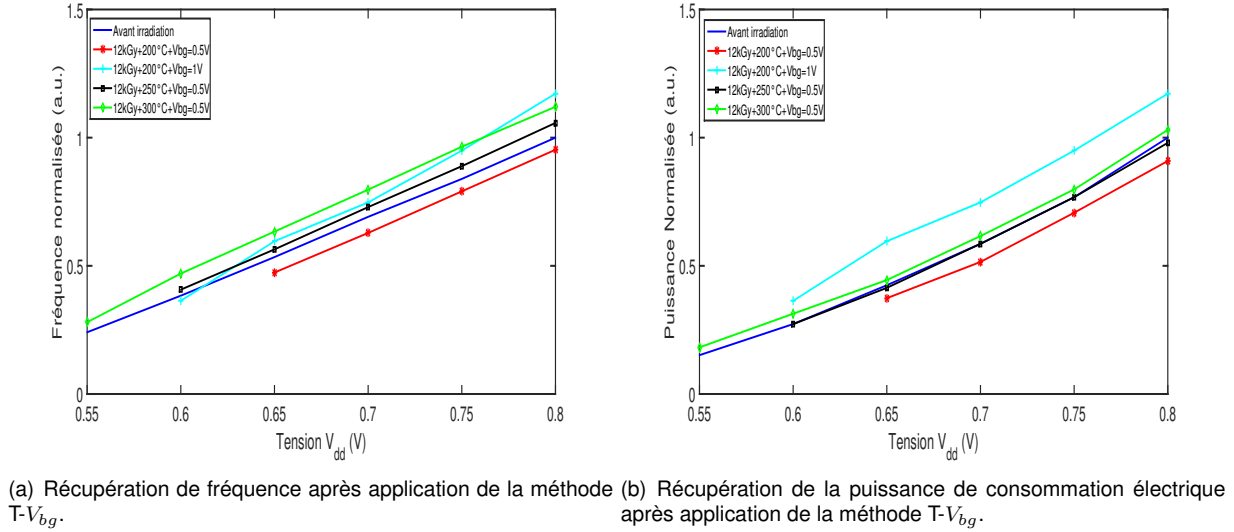 1.5
1
0.5
0
Fréquence normalisée (a.u.)
Avant irradiation
12kGy+200°C+Vbg=0.5V
12kGy+200°C+Vbg=1V
12kGy+250°C+Vbg=0.5V
12kGy+300°C+Vbg=0.5V
0.55 0.6 0.65 0.7 0.75 0.8
Tension Vdd (V)
(a) Récupération de fréquence après application de la méthode
T-Vbg.
1.5
1
0.5
0
Puissance Normalisée (a.u.)
Avant irradiation
12kGy+200°C+Vbg=0.5V
12kGy+200°C+Vbg=1V
12kGy+250°C+Vbg=0.5V
12kGy+300°C+Vbg=0.5V
0.55 0.6 0.65 0.7 0.75 0.8
Tension Vdd (V)
(b) Récupération de la puissance de consommation électrique
après application de la méthode T-Vbg.